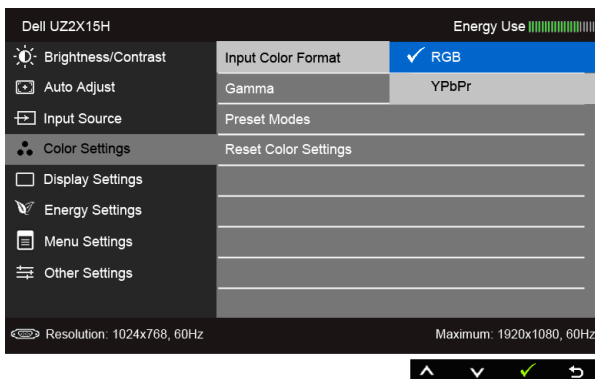 Dell UZ2X15H
Energy Use
Brightness/Contrast
Input Color Format
RGB
Auto Adjust
Gamma
YPbPr
Input Source
Preset Modes
Color Settings
Reset Color Settings
Display Settings
Energy Settings
Menu Settings
Other Settings
Resolution: 1024x768, 60Hz
Maximum: 1920x1080, 60Hz